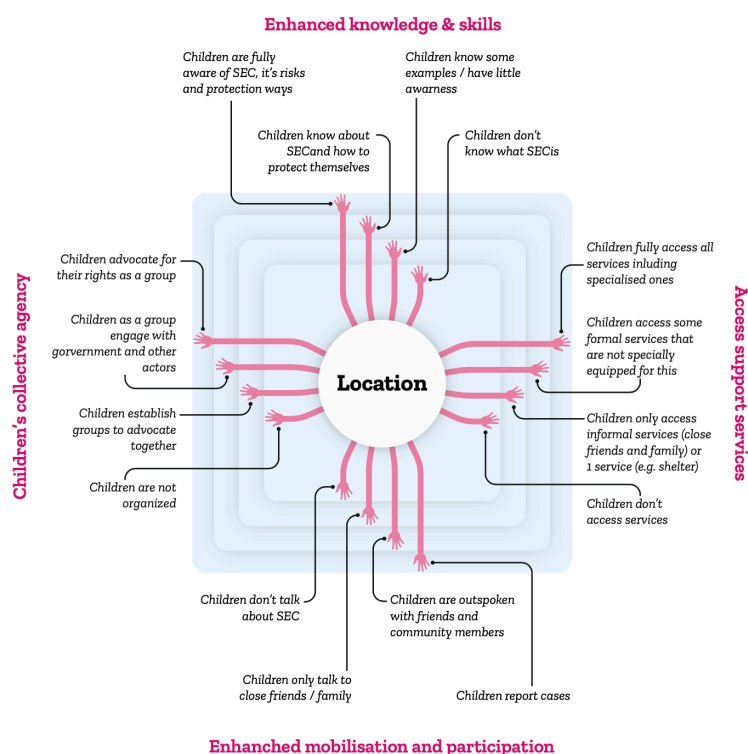 Enhanced knowledge & skills
Children are fully
aware of SEC, it's risks
and protection ways
Children know some
examples / have little
awarness
Children know about
SECand how to
protect themselves
Children don't
know what SECis
Children's collective agency
Children advocate for
their rights as a group
Children as a group
engage with
gorvernment and other
actors
Children establish
groups to advocate
together
Children are not
organized
Location
Access support services
Children fully access all
services inluding
specialised ones
Children access some
formal services that
are not specially
equipped for this
Children only access
informal services (close
friends and family) or
1 service (e.g. shelter)
Children don't
access services
Children don't talk
about SEC
Children are outspoken
with friends and
community members
Children only talk to
close friends / family
Children report cases
Enhanched mobilisation and participation